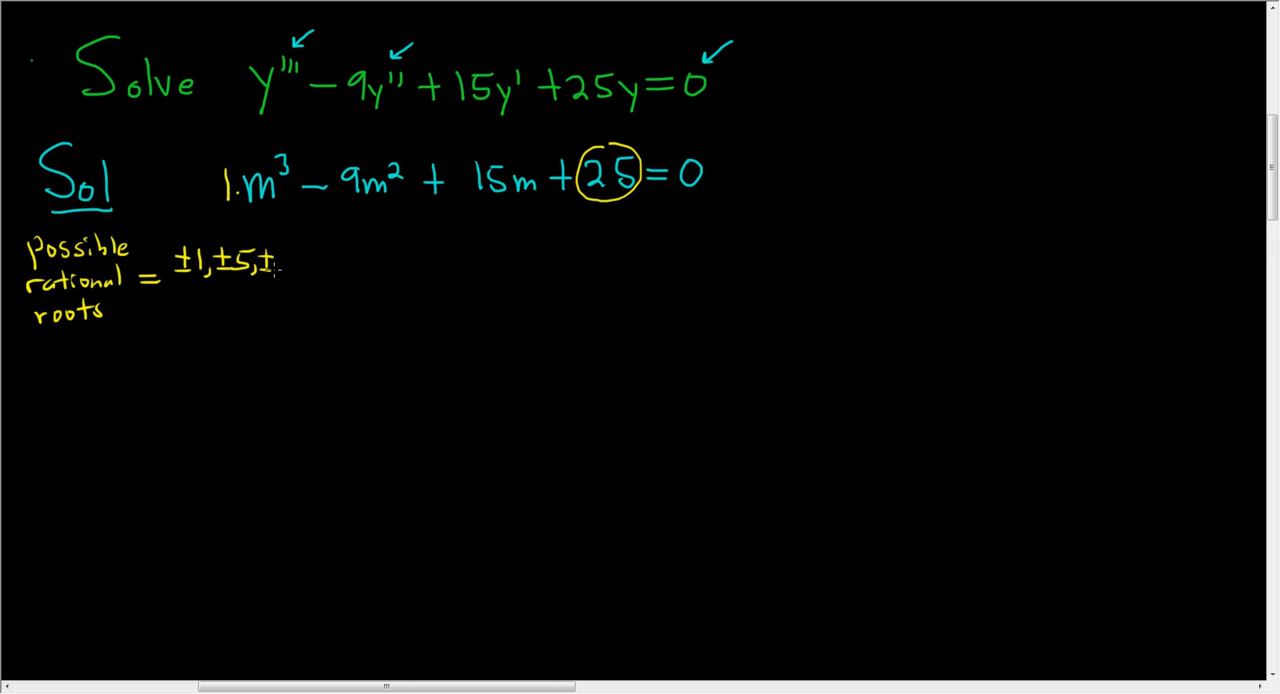 Solve y''' - 9y'' + 15y' + 25y = 0
Sol 1·m³ - 9m² + 15m + 25 = 0
possible
rational = ±1, ±5, ±
roots